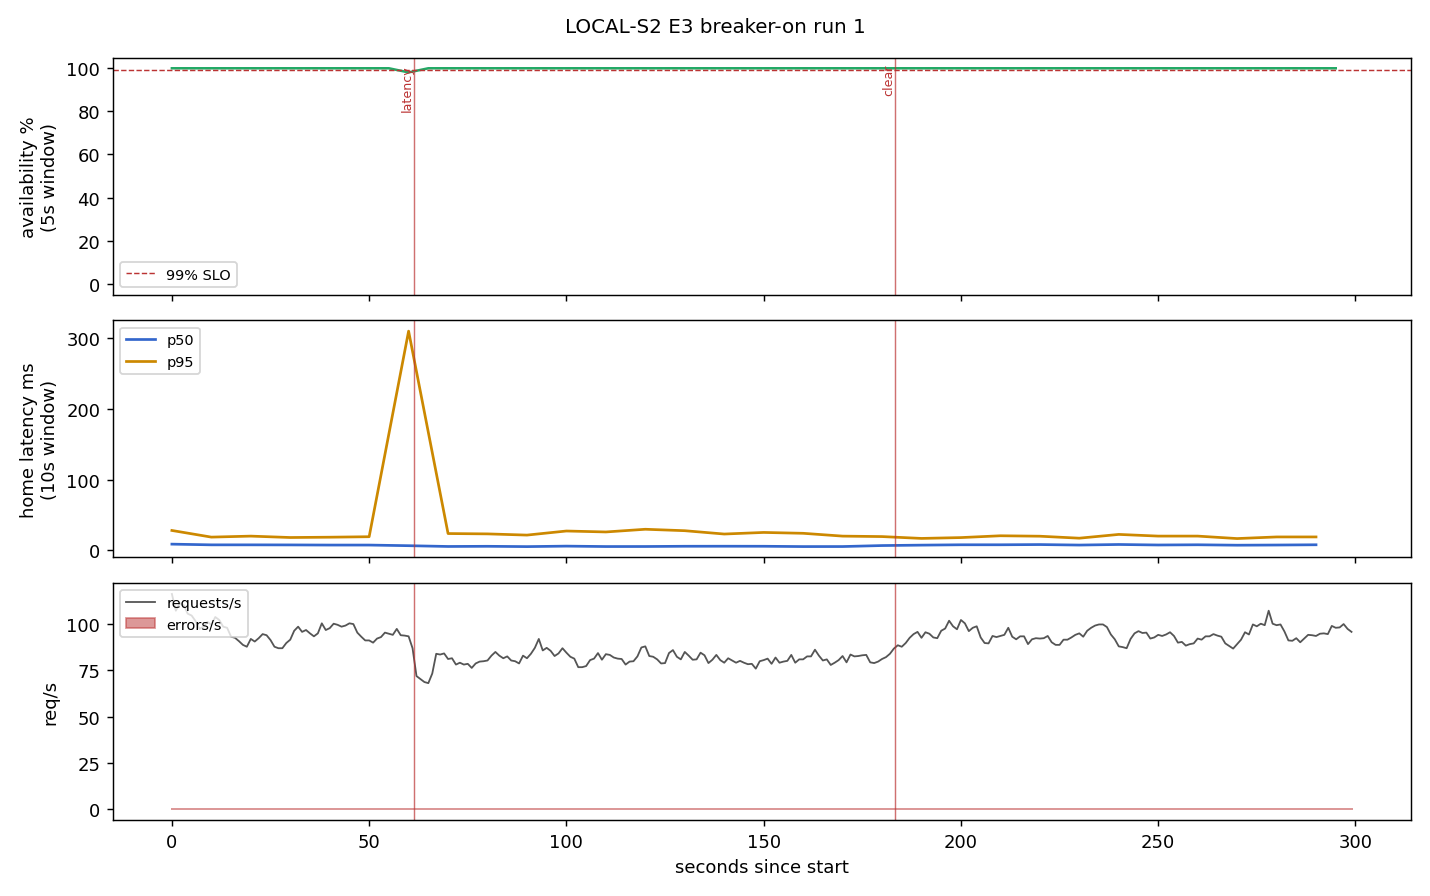 LOCAL-S2 E3 breaker-on run 1
availability %
(5s window)
100
80
60
40
20
0
latency
clear
99% SLO
home latency ms
(10s window)
300
200
100
0
p50
p95
req/s
100
75
50
25
0
requests/s
errors/s
0
50
100
150
200
250
300
seconds since start